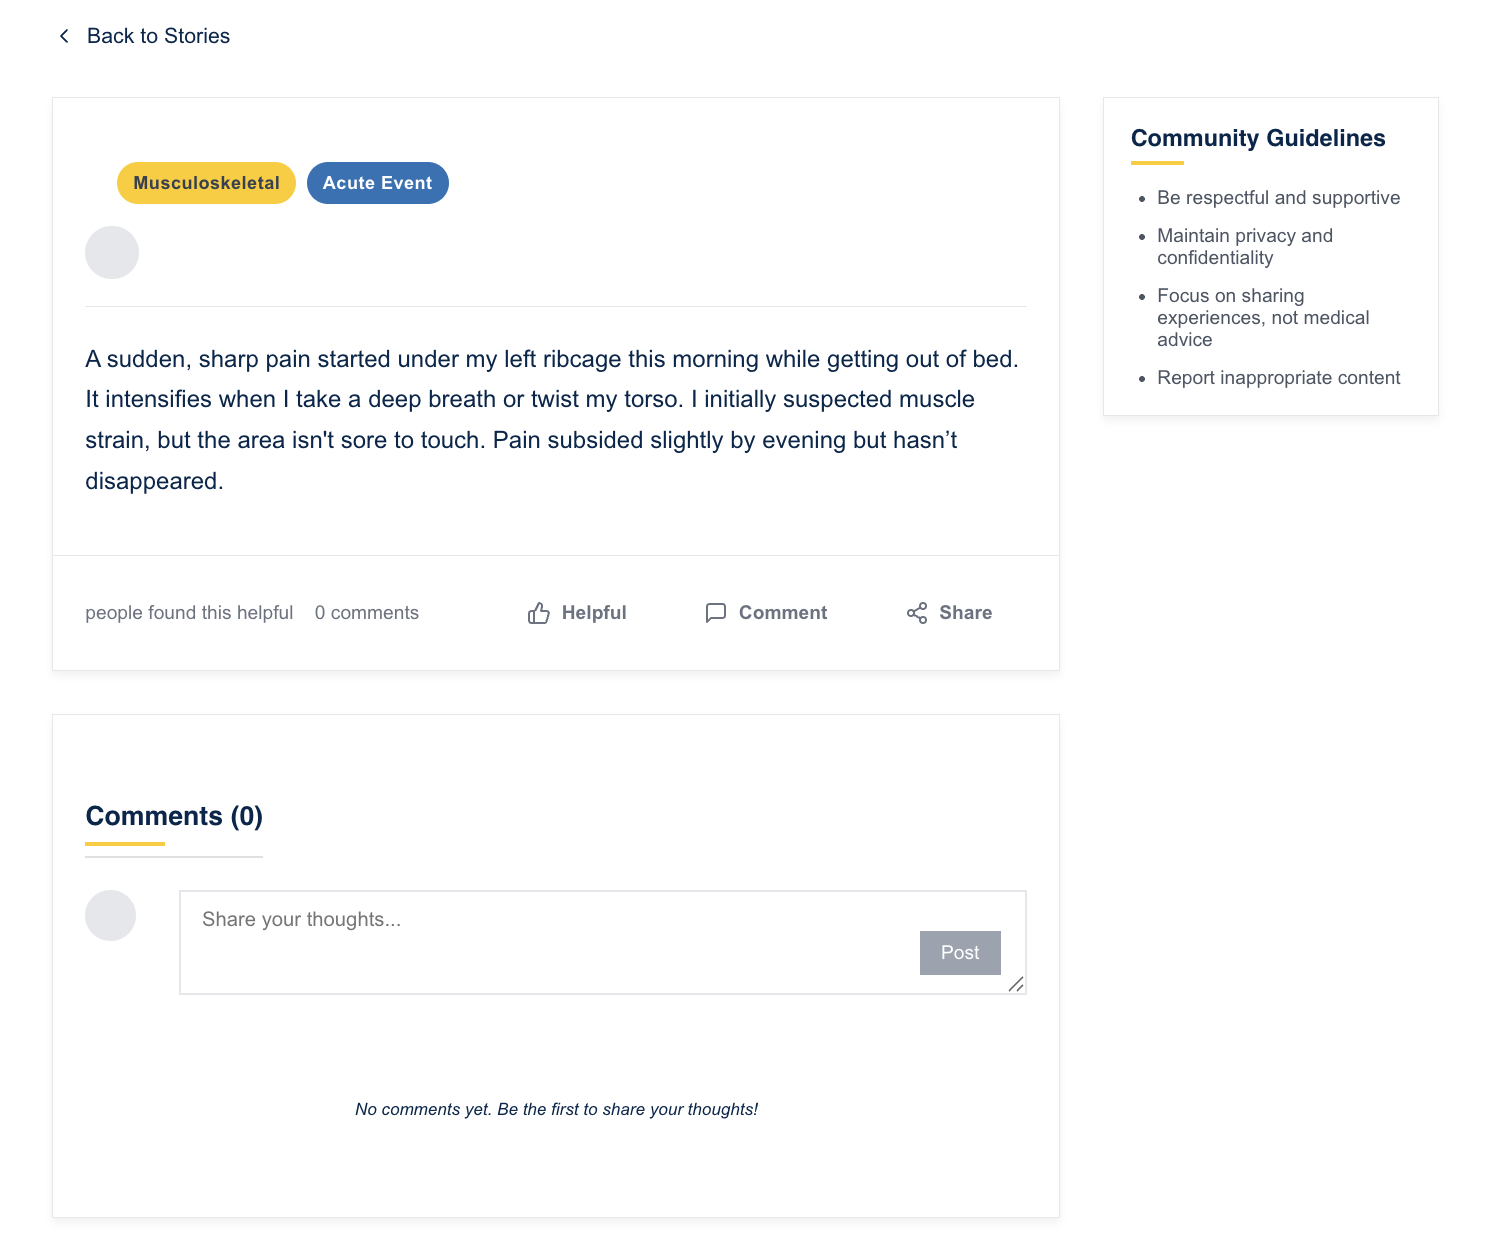 Back to Stories
Musculoskeletal
Acute Event
A sudden, sharp pain started under my left ribcage this morning while getting out of bed.
It intensifies when I take a deep breath or twist my torso. I initially suspected muscle
strain, but the area isn't sore to touch. Pain subsided slightly by evening but hasn’t
disappeared.
people found this helpful 0 comments Helpful Comment Share
Comments (0)
Share your thoughts...
Post
No comments yet. Be the first to share your thoughts!
Community Guidelines
• Be respectful and supportive
• Maintain privacy and
confidentiality
• Focus on sharing
experiences, not medical
advice
• Report inappropriate content